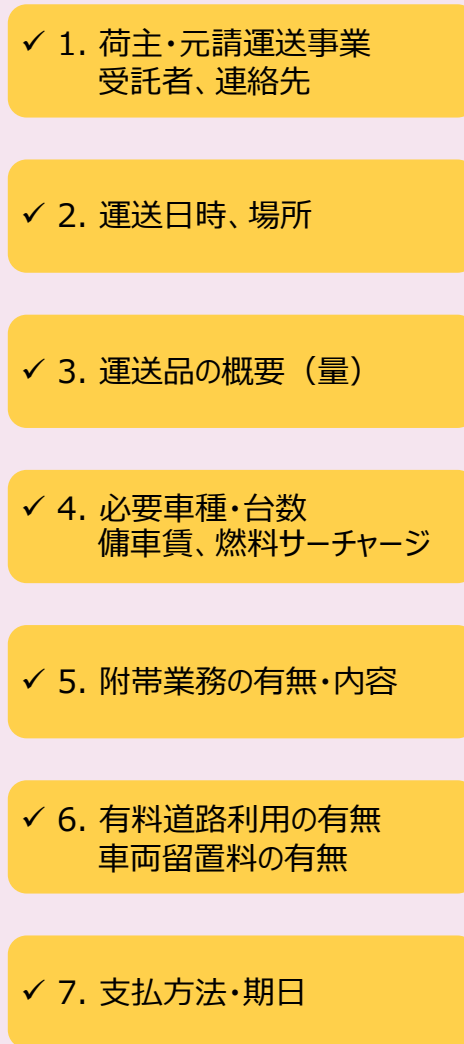 ✓ 1. 荷主・元請運送事業
受託者、連絡先
✓ 2. 運送日時、場所
✓ 3. 運送品の概要（量）
✓ 4. 必要車種・台数
傭車賃、燃料サーチャージ
✓ 5. 附帯業務の有無・内容
✓ 6. 有料道路利用の有無
車両留置料の有無
✓ 7. 支払方法・期日